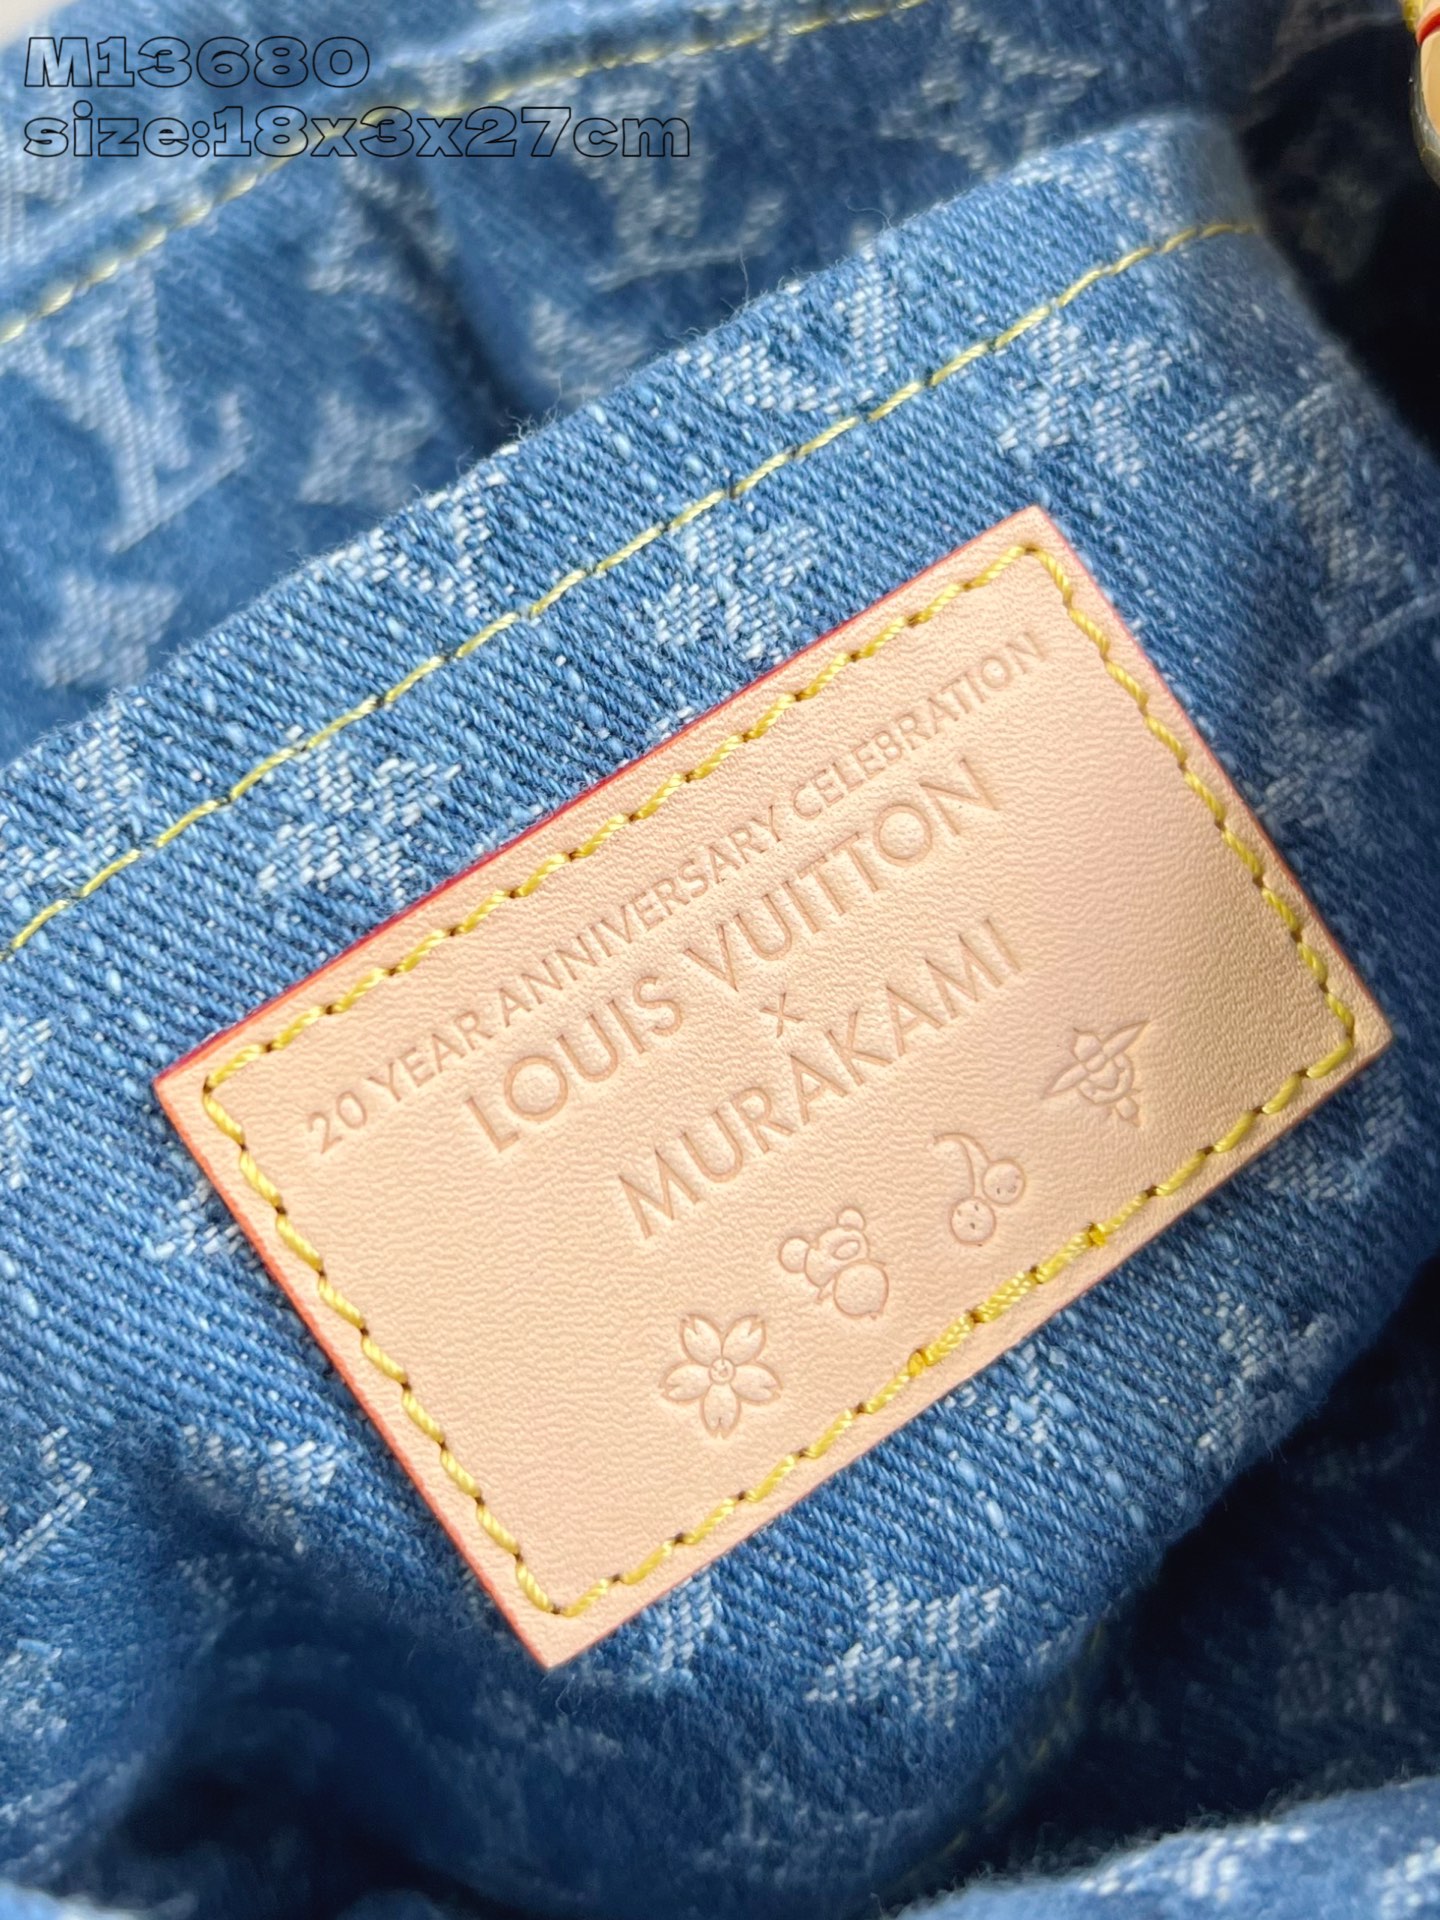 M13680
size:18x3x27cm
20 YEAR ANNIVERSARY CELEBRATION
LOUIS VUITTON
x
MURAKAMI